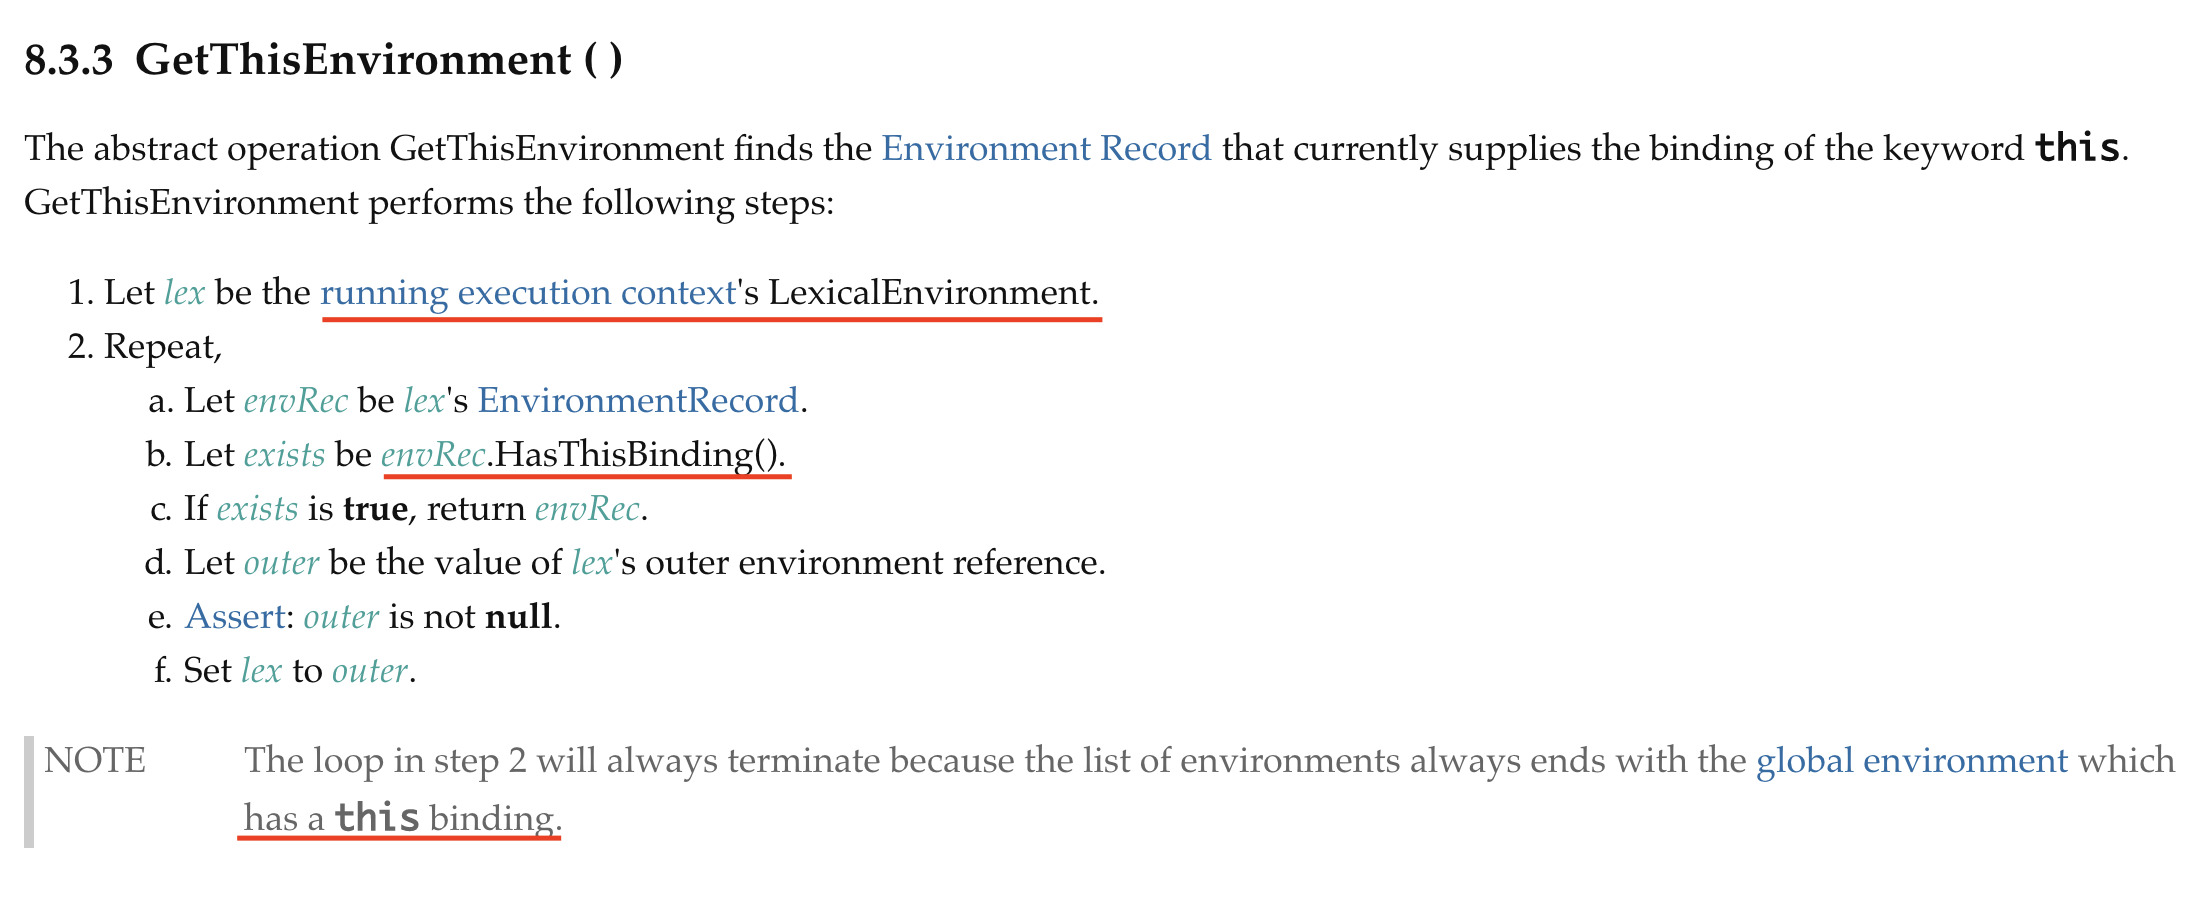 8.3.3 GetThisEnvironment ( )
The abstract operation GetThisEnvironment finds the Environment Record that currently supplies the binding of the keyword this.
GetThisEnvironment performs the following steps:
1. Let lex be the running execution context's LexicalEnvironment.
2. Repeat,
a. Let envRec be lex's EnvironmentRecord.
b. Let exists be envRec.HasThisBinding().
c. If exists is true, return envRec.
d. Let outer be the value of lex's outer environment reference.
e. Assert: outer is not null.
f. Set lex to outer.
NOTE The loop in step 2 will always terminate because the list of environments always ends with the global environment which
has a this binding.